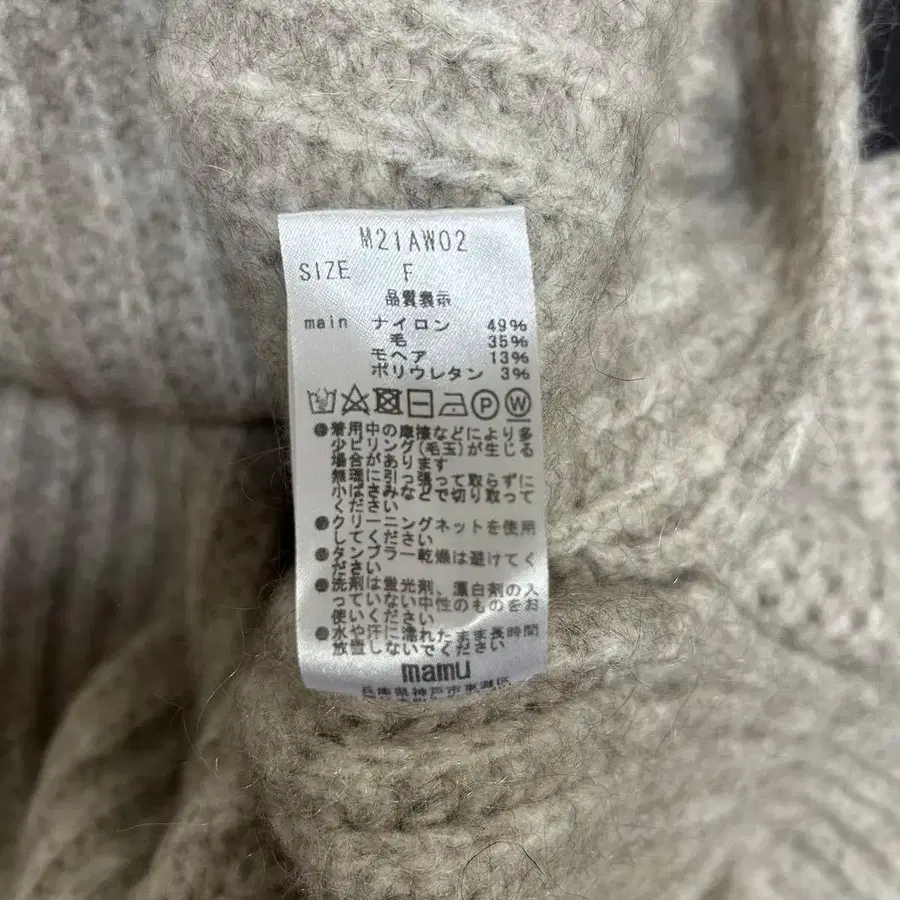 M21AW02
SIZE F
品質表示
main ナイロン 49%
毛 35%
モヘア 13%
ポリウレタン 3%
P W
●着用中の摩擦などにより多
少ピリング(毛玉)が生じる
場合があります
無理に引っ張って取らずに
小ばさみなどで切り取って
ください
●クリーニングネットを使用
してください
●タンブラー乾燥は避けてく
ださい
●洗剤は蛍光剤、漂白剤の入
っていない中性のものをお
使いください
●水や汗に濡れたまま長時間
放置しないでください
mamu
兵庫県神戸市東灘区